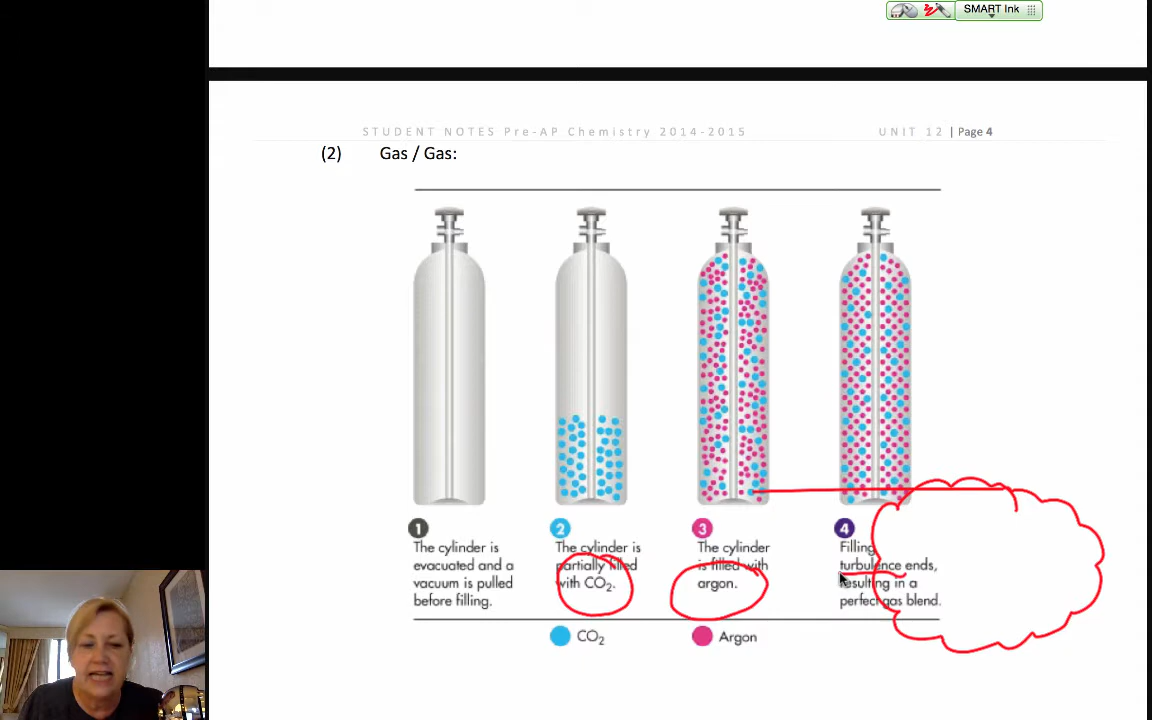 SMART Ink
STUDENT NOTES Pre-AP Chemistry 2014-2015 UNIT 12 | Page 4
(2) Gas / Gas:
1
The cylinder is
evacuated and a
vacuum is pulled
before filling.
2
The cylinder is
partially filled
with CO₂.
3
The cylinder
is filled with
argon.
4
Filling
turbulence ends,
resulting in a
perfect gas blend.
CO₂
Argon